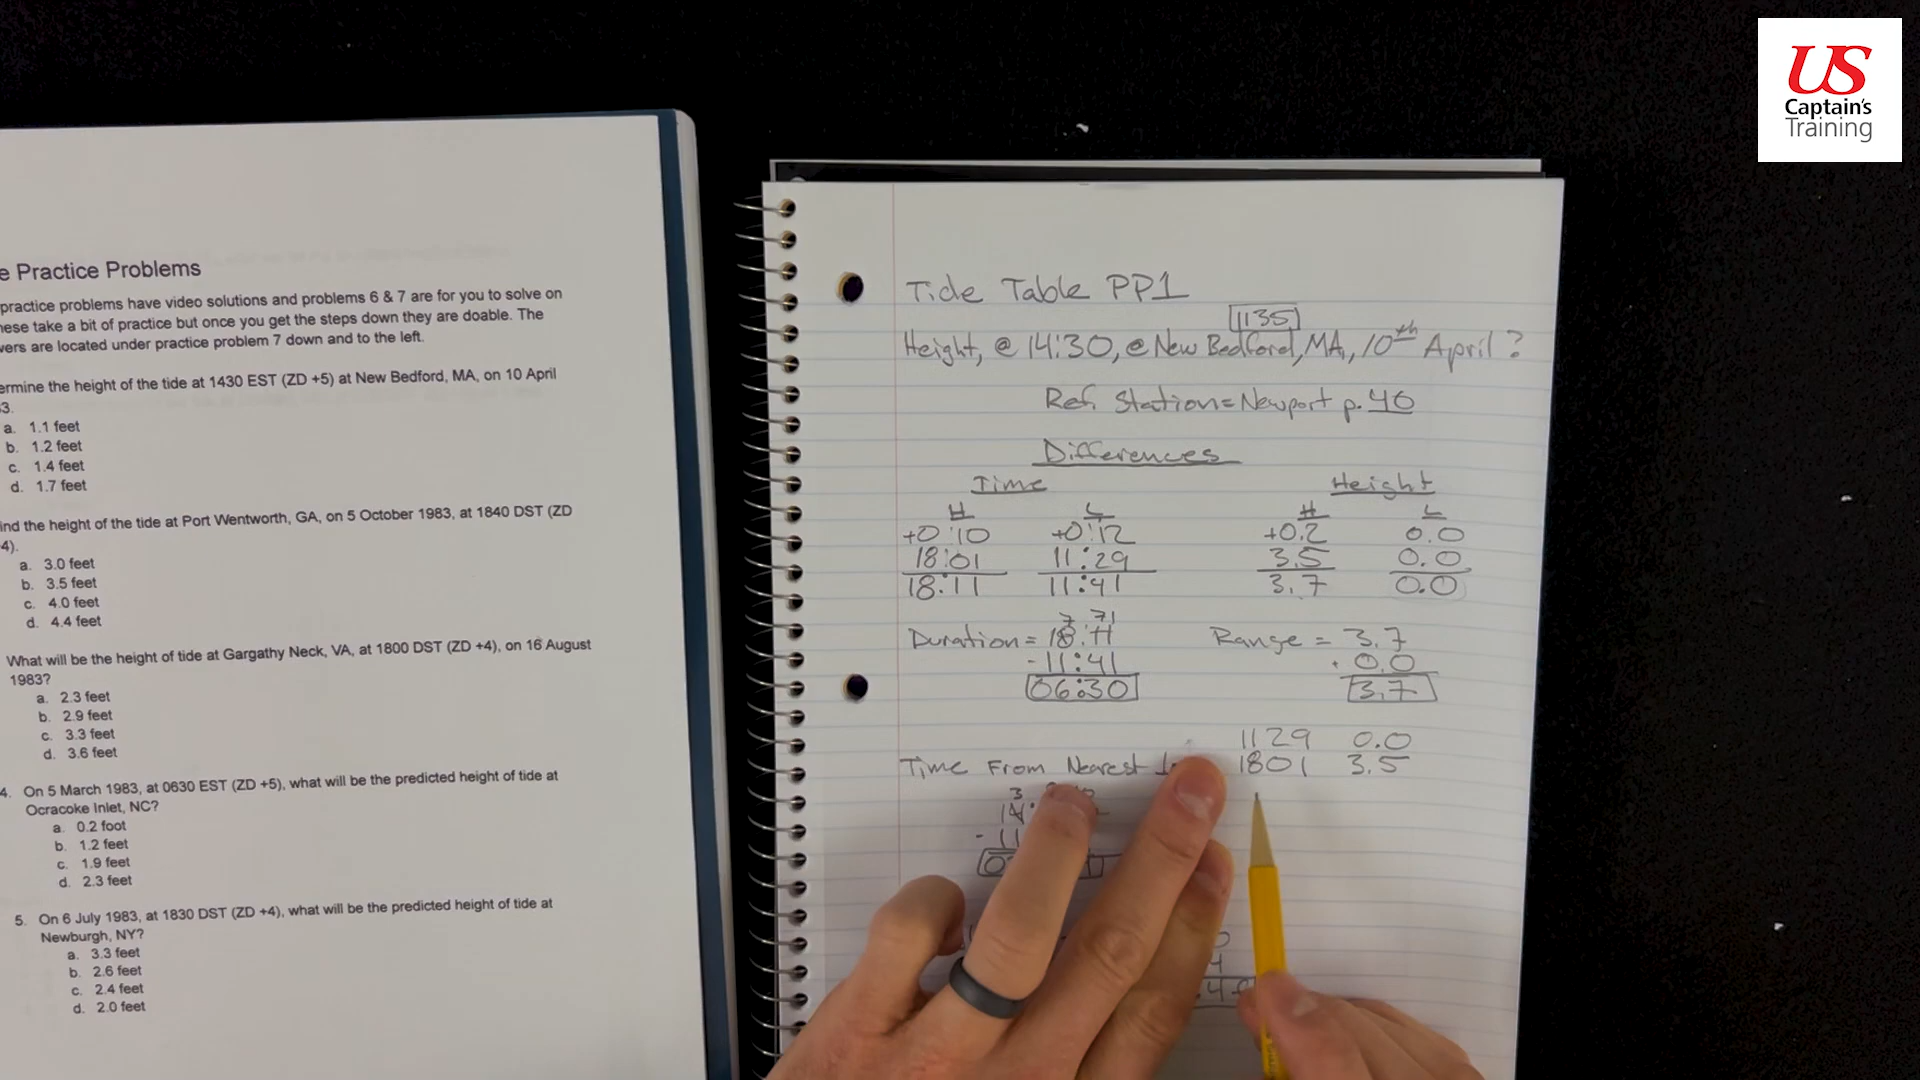 US
Captain's
Training
e Practice Problems
practice problems have video solutions and problems 6 & 7 are for you to solve on
hese take a bit of practice but once you get the steps down they are doable. The
vers are located under practice problem 7 down and to the left.
ermine the height of the tide at 1430 EST (ZD +5) at New Bedford, MA, on 10 April
3.
a. 1.1 feet
b. 1.2 feet
c. 1.4 feet
d. 1.7 feet
ind the height of the tide at Port Wentworth, GA, on 5 October 1983, at 1840 DST (ZD
4).
a. 3.0 feet
b. 3.5 feet
c. 4.0 feet
d. 4.4 feet
What will be the height of tide at Gargathy Neck, VA, at 1800 DST (ZD +4), on 16 August
1983?
a. 2.3 feet
b. 2.9 feet
c. 3.3 feet
d. 3.6 feet
4. On 5 March 1983, at 0630 EST (ZD +5), what will be the predicted height of tide at
Ocracoke Inlet, NC?
a. 0.2 foot
b. 1.2 feet
c. 1.9 feet
d. 2.3 feet
5. On 6 July 1983, at 1830 DST (ZD +4), what will be the predicted height of tide at
Newburgh, NY?
a. 3.3 feet
b. 2.6 feet
c. 2.4 feet
d. 2.0 feet
Tide Table PP1
1135
Height, @ 14:30, @ New Bedford, MA, 10th April?
Ref. Station = Newport p. 40
Differences
Time Height
H L H L
+0:10 +0:12 +0.2 0.0
18:01 11:29 3.5 0.0
18:11 11:41 3.7 0.0
7 71
Duration = 18:11 Range = 3.7
- 11:41 - 0.0
06:30 3.7
1129 0.0
Time From Nearest 1801 3.5
3
14:
- 11
0
.4